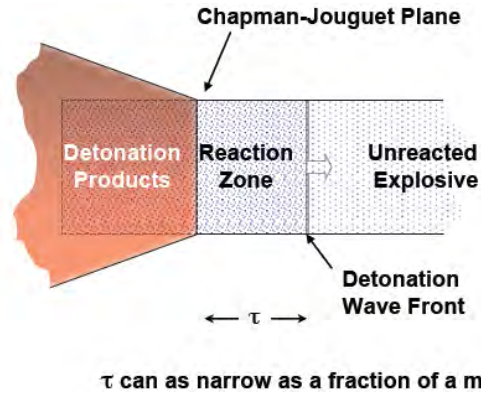 Chapman-Jouguet Plane
Detonation
Products
Reaction
Zone
Unreacted
Explosive
Detonation
Wave Front
τ
τ can as narrow as a fraction of a m